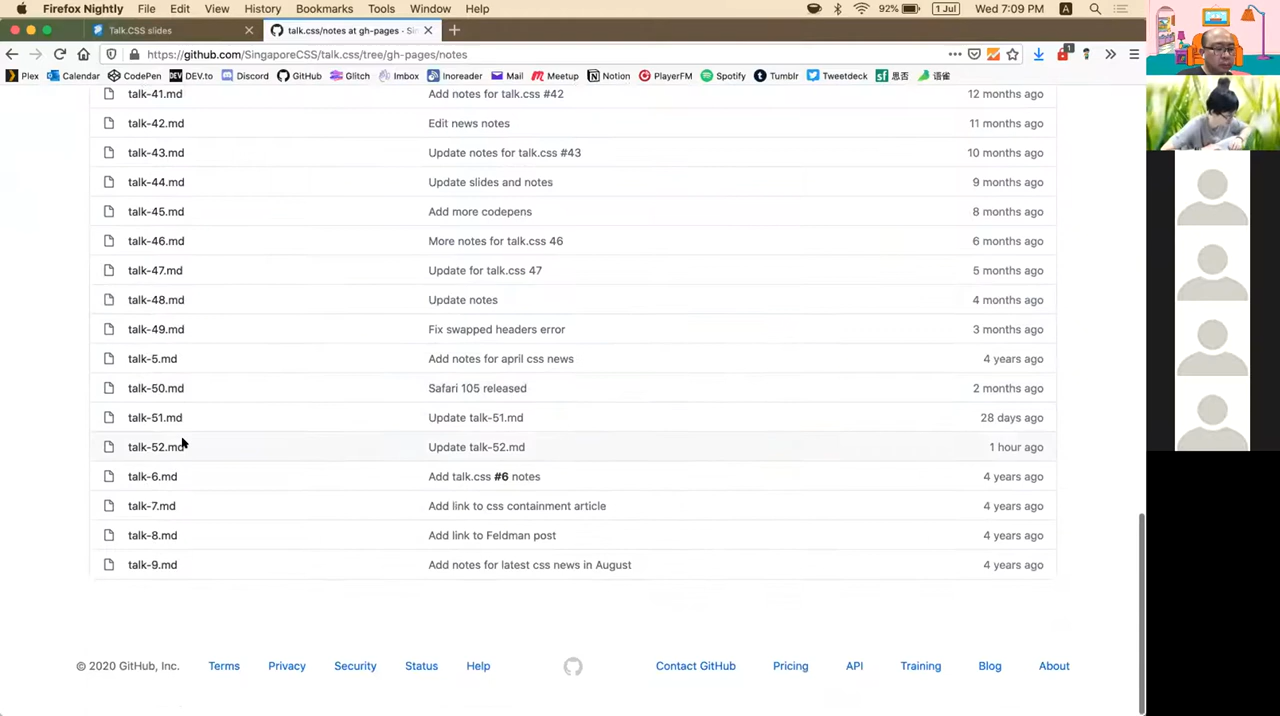 Firefox Nightly File Edit View History Bookmarks Tools Window Help 92% 1 Jul Wed 7:09 PM A
Talk.CSS slides talk.css/notes at gh-pages ·
https://github.com/SingaporeCSS/talk.css/tree/gh-pages/notes 1
Plex Calendar CodePen DEV DEV.to Discord GitHub Glitch Imbox Inoreader Mail Meetup Notion PlayerFM Spotify Tumblr Tweetdeck sf 思否 语雀
talk-41.md Add notes for talk.css #42 12 months ago
talk-42.md Edit news notes 11 months ago
talk-43.md Update notes for talk.css #43 10 months ago
talk-44.md Update slides and notes 9 months ago
talk-45.md Add more codepens 8 months ago
talk-46.md More notes for talk.css 46 6 months ago
talk-47.md Update for talk.css 47 5 months ago
talk-48.md Update notes 4 months ago
talk-49.md Fix swapped headers error 3 months ago
talk-5.md Add notes for april css news 4 years ago
talk-50.md Safari 105 released 2 months ago
talk-51.md Update talk-51.md 28 days ago
talk-52.md Update talk-52.md 1 hour ago
talk-6.md Add talk.css #6 notes 4 years ago
talk-7.md Add link to css containment article 4 years ago
talk-8.md Add link to Feldman post 4 years ago
talk-9.md Add notes for latest css news in August 4 years ago
© 2020 GitHub, Inc. Terms Privacy Security Status Help Contact GitHub Pricing API Training Blog About